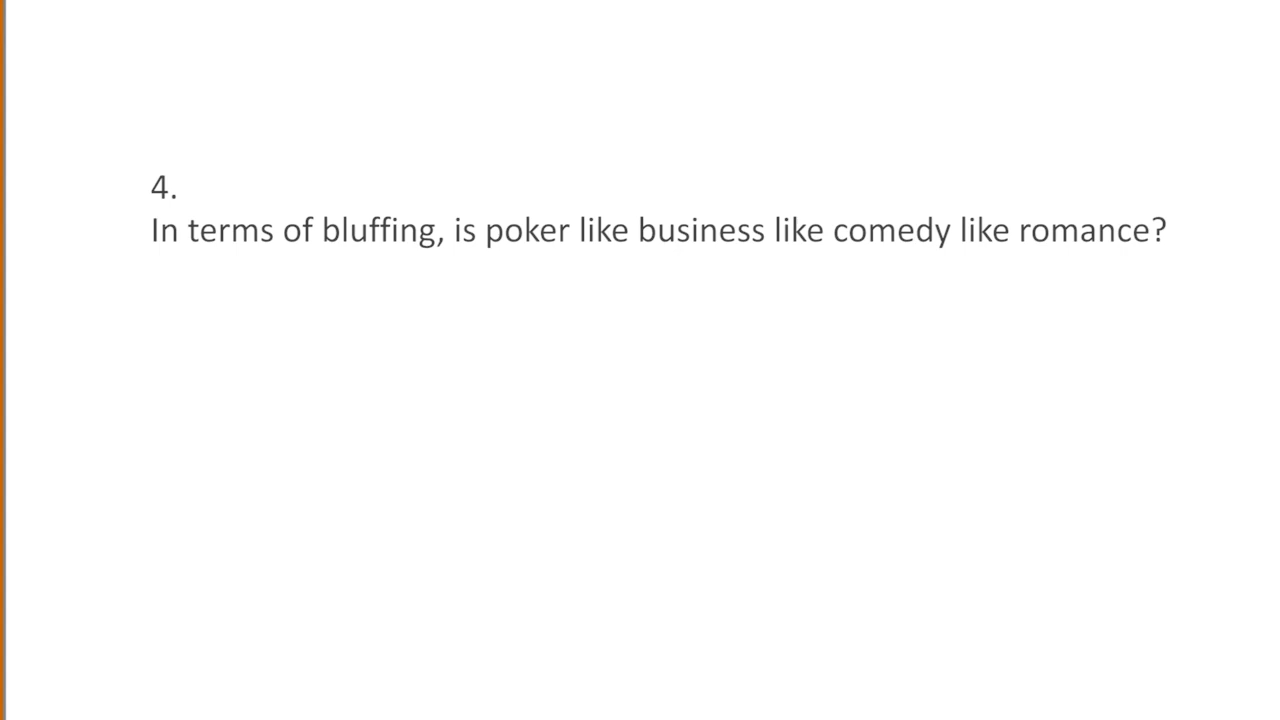 4.
In terms of bluffing, is poker like business like comedy like romance?